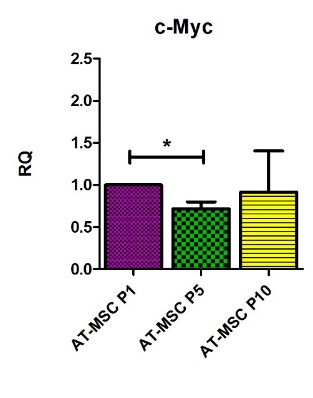 c-Myc
RQ
2.5
2.0
1.5
1.0
0.5
0.0
*
AT-MSC P1
AT-MSC P5
AT-MSC P10